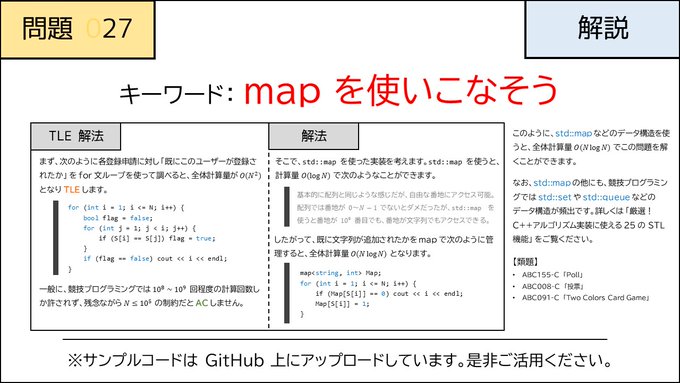 問題 027
解説
キーワード: map を使いこなそう
TLE 解法
まず、次のように各登録申請に対し「既にこのユーザーが登録さ
れたか」を for 文ループを使って調べると、全体計算量が O(N²)
となり TLE します。
for (int i = 1; i <= N; i++) {
bool flag = false;
for (int j = 1; j < i; j++) {
if (S[i] == S[j]) flag = true;
}
if (flag == false) cout << i << endl;
}
一般に、競技プログラミングでは 10⁸ ~ 10⁹ 回程度の計算回数し
か許されず、残念ながら N ≤ 10⁵ の制約だと AC しません。
解法
そこで、std::map を使った実装を考えます。std::map を使うと、
計算量 O(log N) で次のようなことができます。
基本的に配列と同じような感じだが、自由な番地にアクセス可能。
配列では番地が 0~N − 1 でないとダメだったが、std::map を
使うと番地が 10⁹ 番目でも、番地が文字列でもアクセスできる。
したがって、既に文字列が追加されたかを map で次のように管
理すると、全体計算量 O(N log N) となります。
map<string, int> Map;
for (int i = 1; i <= N; i++) {
if (Map[S[i]] == 0) cout << i << endl;
Map[S[i]] = 1;
}
このように、std::map などのデータ構造を使
うと、全体計算量 O(N log N) でこの問題を解
くことができます。
なお、std::map の他にも、競技プログラミン
グでは std::set や std::queue などの
データ構造が頻出です。詳しくは「厳選！
C++アルゴリズム実装に使える 25 の STL
機能」をご覧ください。
【類題】
• ABC155-C「Poll」
• ABC008-C「投票」
• ABC091-C「Two Colors Card Game」
※サンプルコードは GitHub 上にアップロードしています。是非ご活用ください。